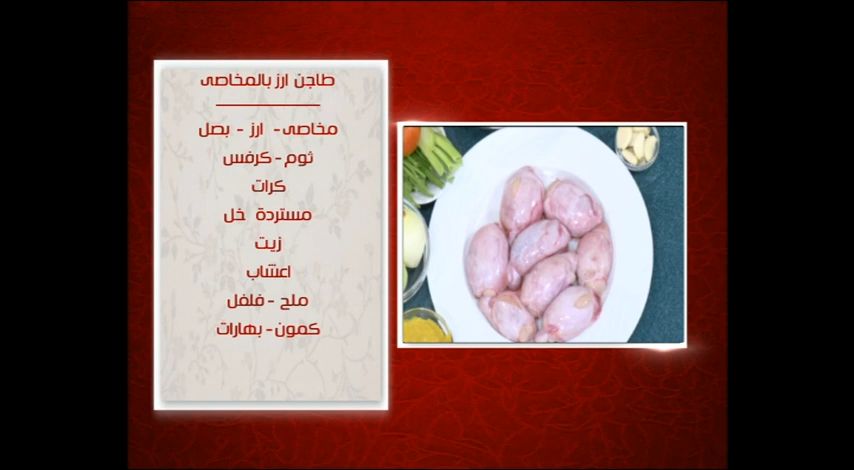 طاجن ارز بالمخاصى
مخاصى - ارز - بصل
ثوم - كرفس
كرات
مستردة خل
زيت
اعشاب
ملح - فلفل
كمون - بهارات